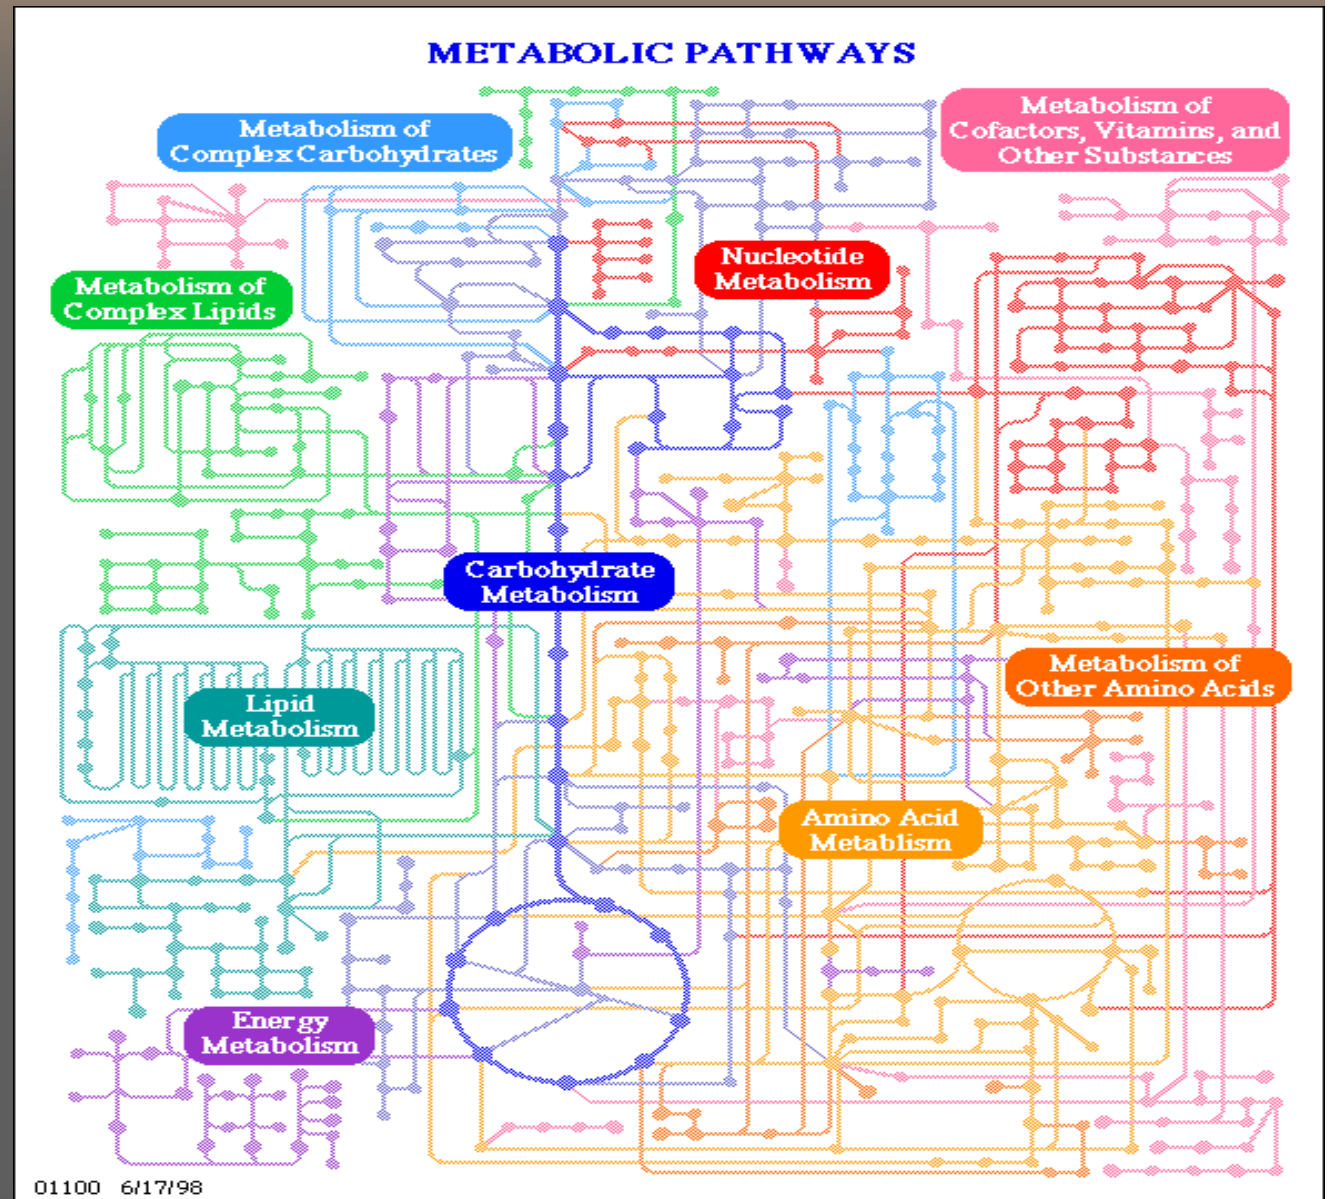 METABOLIC PATHWAYS
Metabolism of
Complex Carbohydrates
Metabolism of
Cofactors, Vitamins, and
Other Substances
Nucleotide
Metabolism
Metabolism of
Complex Lipids
Carbohydrate
Metabolism
Metabolism of
Other Amino Acids
Lipid
Metabolism
Amino Acid
Metablism
Energy
Metabolism
01100 6/17/98